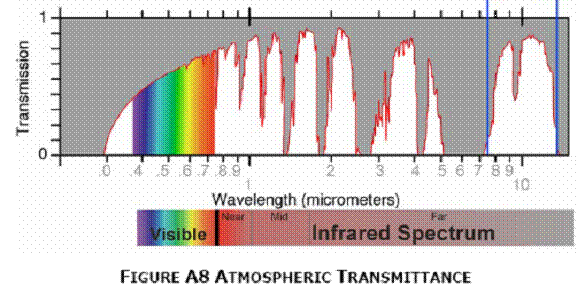 1
Transmission
0
.0 .4 .5 .6 .7 .8 .9 1 2 3 4 5 6 7 8 9 10
Wavelength (micrometers)
Near Mid Far
Visible Infrared Spectrum
FIGURE A8 ATMOSPHERIC TRANSMITTANCE